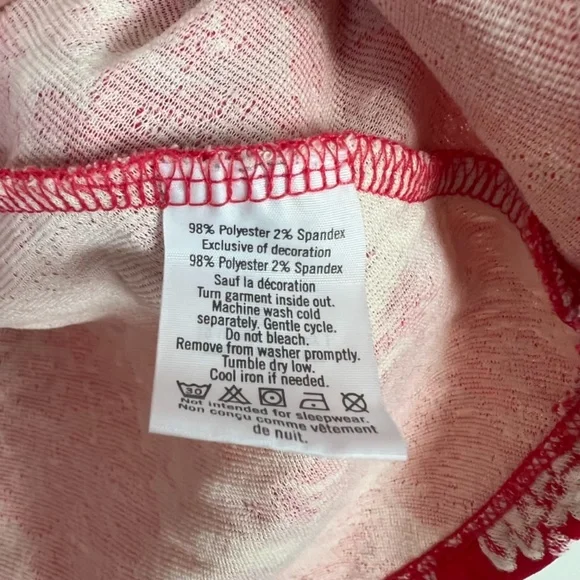 98% Polyester 2% Spandex
Exclusive of decoration
98% Polyester 2% Spandex
Sauf la décoration
Turn garment inside out.
Machine wash cold
separately. Gentle cycle.
Do not bleach.
Remove from washer promptly.
Tumble dry low.
Cool iron if needed.
30
Not intended for sleepwear.
Non conçu comme vêtement
de nuit.